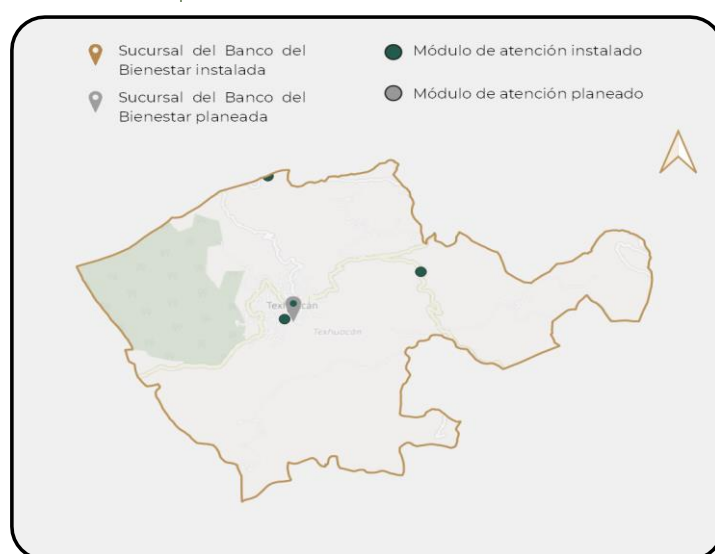 Sucursal del Banco del
Bienestar instalada
Sucursal del Banco del
Bienestar planeada
Módulo de atención instalado
Módulo de atención planeado
Texhuacán